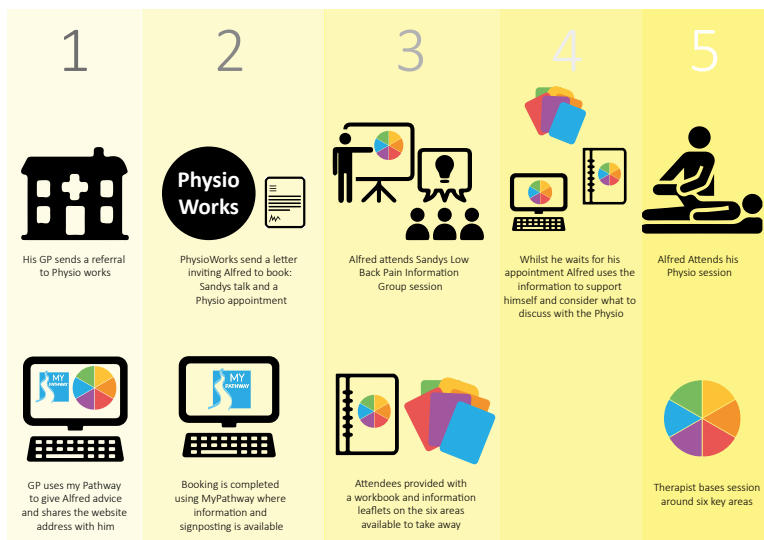 1
2
3
4
5
Physio
Works
His GP sends a referral
to Physio works
PhysioWorks send a letter
inviting Alfred to book:
Sandys talk and a
Physio appointment
Alfred attends Sandys Low
Back Pain Information
Group session
Whilst he waits for his
appointment Alfred uses the
information to support
himself and consider what to
discuss with the Physio
Alfred Attends his
Physio session
MY
PATHWAY
MY
PATHWAY
GP uses my Pathway
to give Alfred advice
and shares the website
address with him
Booking is completed
using MyPathway where
information and
signposting is available
Attendees provided with
a workbook and information
leaflets on the six areas
available to take away
Therapist bases session
around six key areas